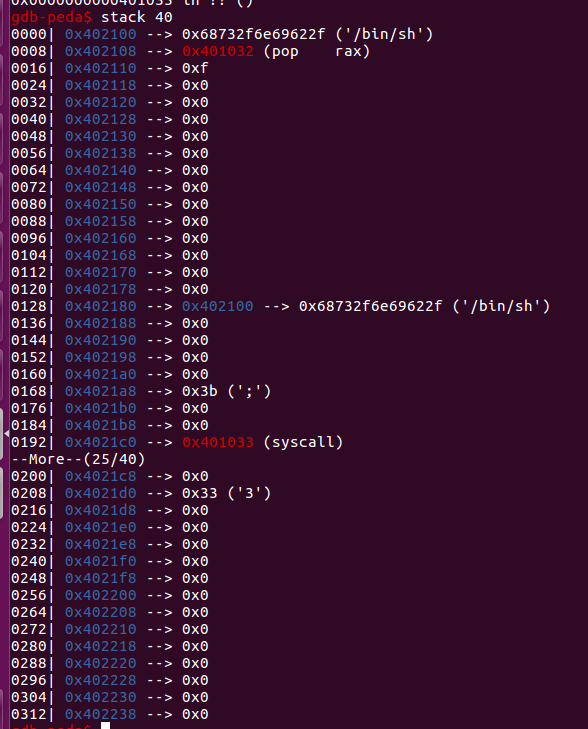 gdb-peda$ stack 40
0000| 0x402100 --> 0x68732f6e69622f ('/bin/sh')
0008| 0x402108 --> 0x401032 (pop    rax)
0016| 0x402110 --> 0xf
0024| 0x402118 --> 0x0
0032| 0x402120 --> 0x0
0040| 0x402128 --> 0x0
0048| 0x402130 --> 0x0
0056| 0x402138 --> 0x0
0064| 0x402140 --> 0x0
0072| 0x402148 --> 0x0
0080| 0x402150 --> 0x0
0088| 0x402158 --> 0x0
0096| 0x402160 --> 0x0
0104| 0x402168 --> 0x0
0112| 0x402170 --> 0x0
0120| 0x402178 --> 0x0
0128| 0x402180 --> 0x402100 --> 0x68732f6e69622f ('/bin/sh')
0136| 0x402188 --> 0x0
0144| 0x402190 --> 0x0
0152| 0x402198 --> 0x0
0160| 0x4021a0 --> 0x0
0168| 0x4021a8 --> 0x3b (';')
0176| 0x4021b0 --> 0x0
0184| 0x4021b8 --> 0x0
0192| 0x4021c0 --> 0x401033 (syscall)
--More--(25/40)
0200| 0x4021c8 --> 0x0
0208| 0x4021d0 --> 0x33 ('3')
0216| 0x4021d8 --> 0x0
0224| 0x4021e0 --> 0x0
0232| 0x4021e8 --> 0x0
0240| 0x4021f0 --> 0x0
0248| 0x4021f8 --> 0x0
0256| 0x402200 --> 0x0
0264| 0x402208 --> 0x0
0272| 0x402210 --> 0x0
0280| 0x402218 --> 0x0
0288| 0x402220 --> 0x0
0296| 0x402228 --> 0x0
0304| 0x402230 --> 0x0
0312| 0x402238 --> 0x0
gdb-peda$